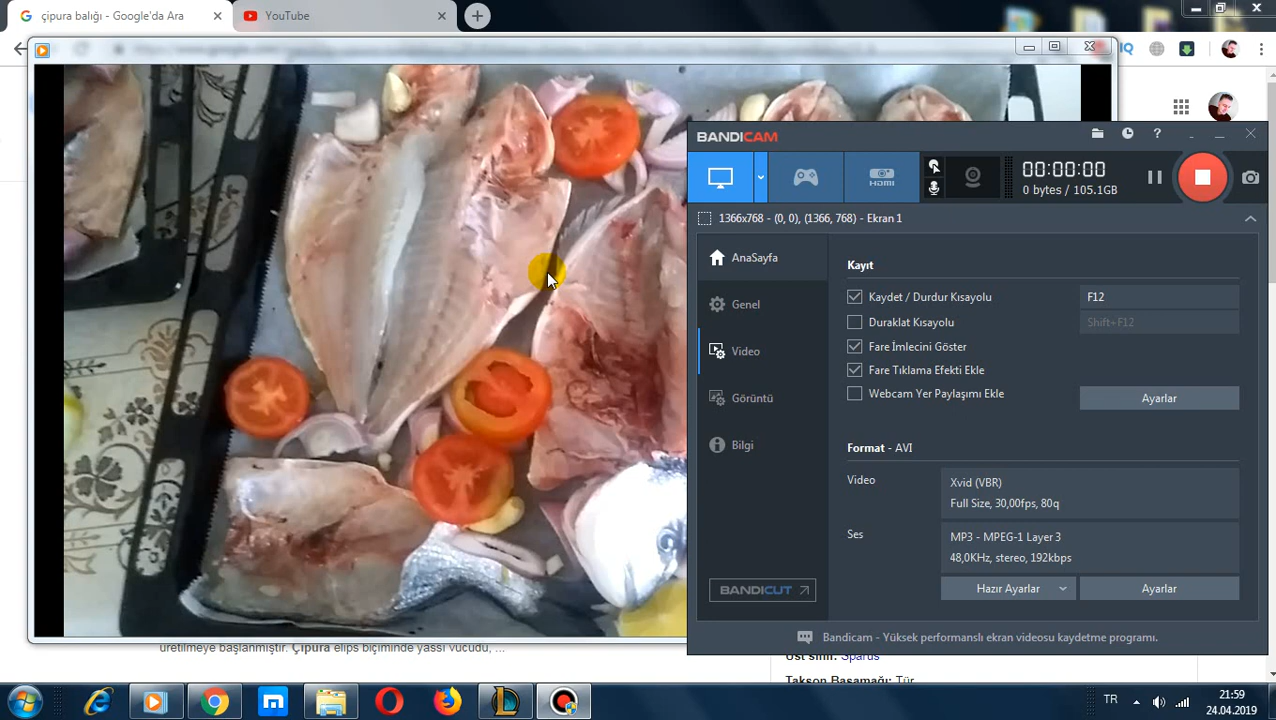 çipura balığı - Google'da Ara
YouTube
BANDICAM
HDMI
00:00:00
0 bytes / 105.1GB
1366x768 - (0, 0), (1366, 768) - Ekran 1
AnaSayfa
Genel
Video
Görüntü
Bilgi
BANDICUT
Kayıt
Kaydet / Durdur Kısayolu
F12
Duraklat Kısayolu
Shift+F12
Fare İmlecini Göster
Fare Tıklama Efekti Ekle
Webcam Yer Paylaşımı Ekle
Ayarlar
Format - AVI
Video
Xvid (VBR)
Full Size, 30,00fps, 80q
Ses
MP3 - MPEG-1 Layer 3
48,0KHz, stereo, 192kbps
Hazır Ayarlar
Ayarlar
Bandicam - Yüksek performanslı ekran videosu kaydetme programı.
üretilmeye başlanmıştır. Çipura elips biçiminde yassı vücudu, ...
Üst sınıf: Sparus
Takson Basamağı: Tür
TR
21:59
24.04.2019